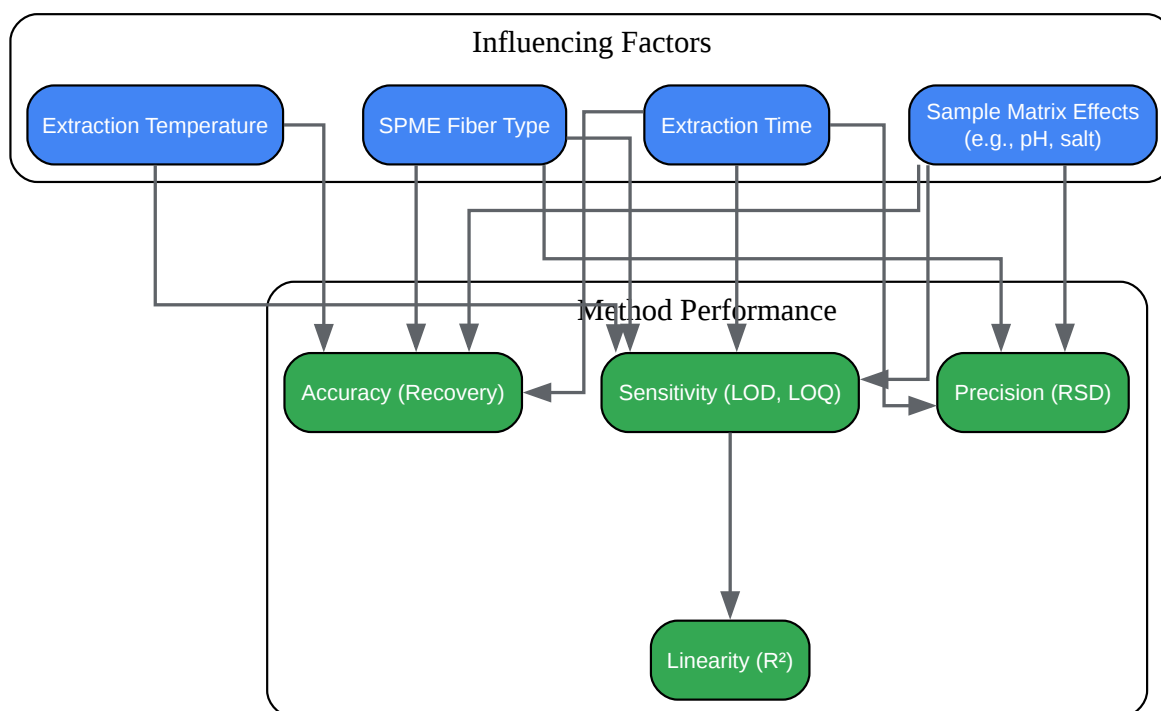 Influencing Factors
Extraction Temperature
SPME Fiber Type
Extraction Time
Sample Matrix Effects
(e.g., pH, salt)
Method Performance
Accuracy (Recovery)
Sensitivity (LOD, LOQ)
Precision (RSD)
Linearity (R²)